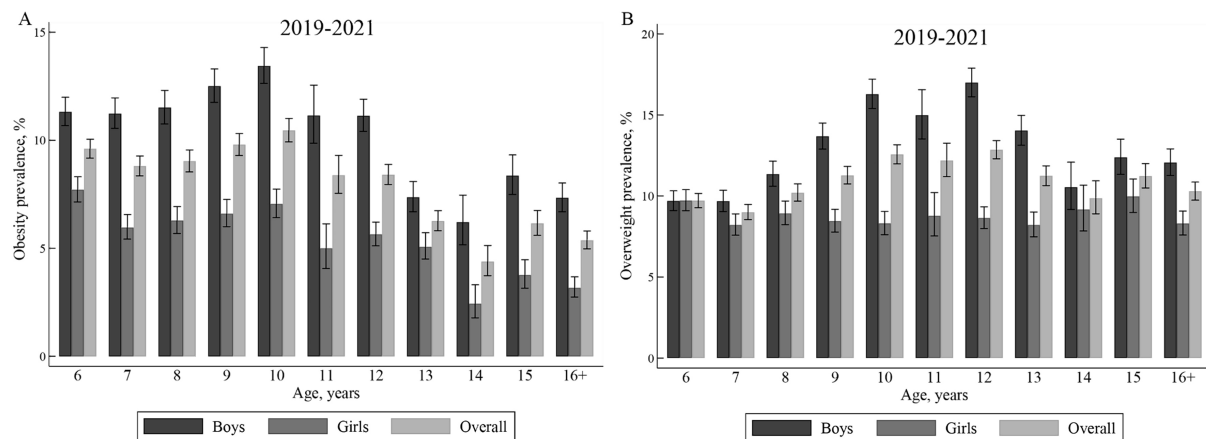 A
2019-2021
15
10
5
0
Obesity prevalence, %
6 7 8 9 10 11 12 13 14 15 16+
Age, years
Boys Girls Overall
B
2019-2021
20
15
10
5
0
Overweight prevalence, %
6 7 8 9 10 11 12 13 14 15 16+
Age, years
Boys Girls Overall